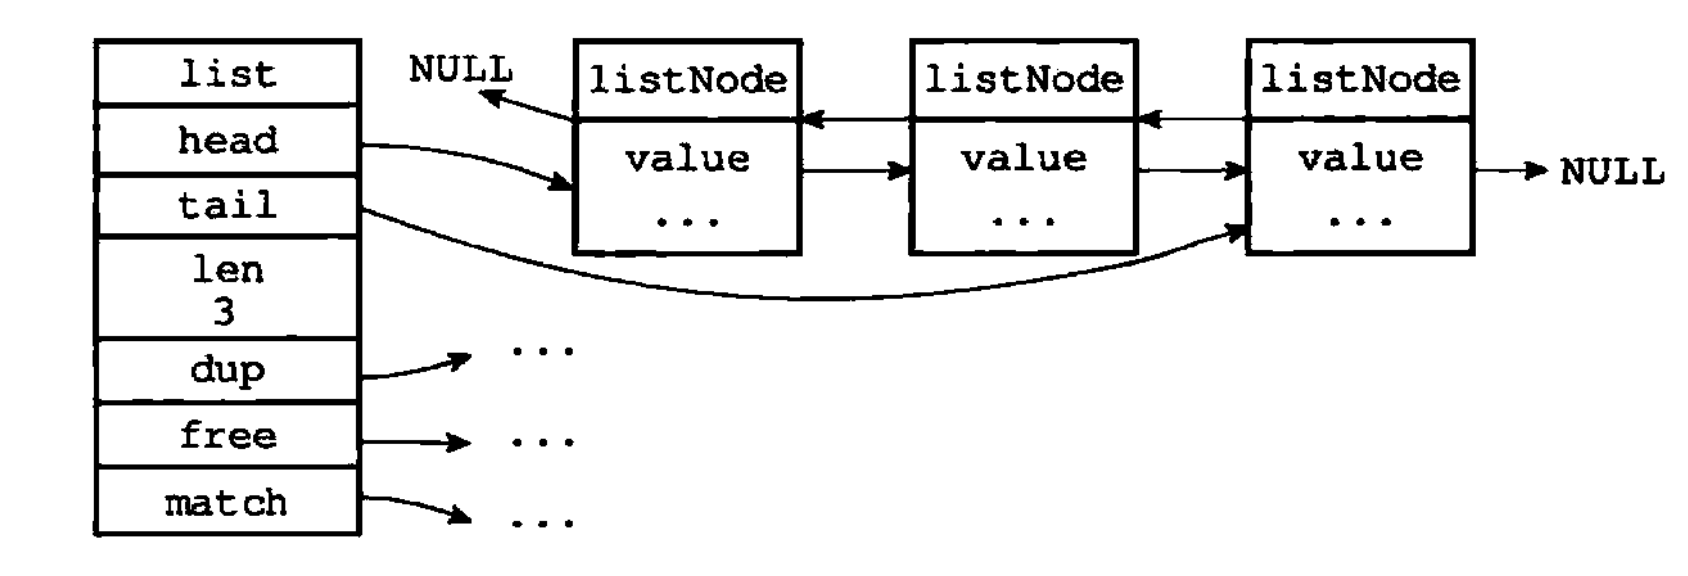 list
head
tail
len
3
dup
free
match
NULL
listNode
value
...
listNode
value
...
listNode
value
...
NULL
...
...
...